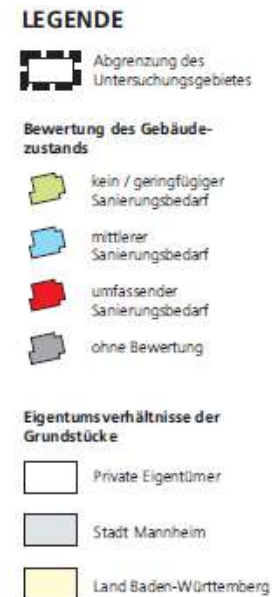 LEGENDE
Abgrenzung des
Untersuchungsgebietes
Bewertung des Gebäude-
zustands
kein / geringfügiger
Sanierungsbedarf
mittlerer
Sanierungsbedarf
umfassender
Sanierungsbedarf
ohne Bewertung
Eigentumsverhältnisse der
Grundstücke
Private Eigentümer
Stadt Mannheim
Land Baden-Württemberg